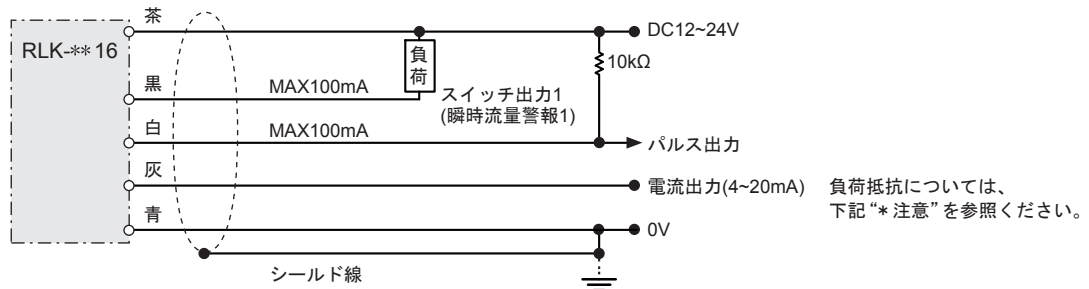 茶
DC12~24V
RLK-**16
負荷
10kΩ
黒
MAX100mA
スイッチ出力1
(瞬時流量警報1)
白
MAX100mA
パルス出力
灰
電流出力(4~20mA)
負荷抵抗については、
下記“*注意”を参照ください。
青
0V
シールド線